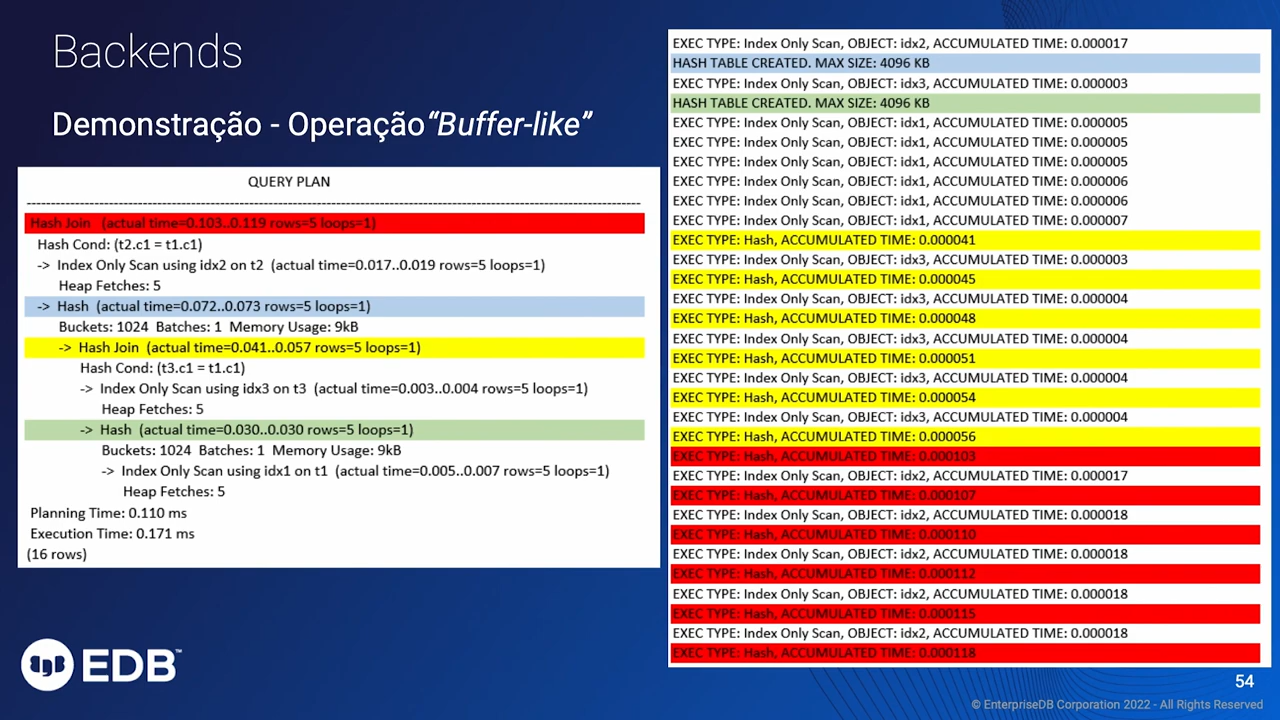 Backends
Demonstração - Operação “Buffer-like”
QUERY PLAN
--------------------------------------------------------------------------------
Hash Join (actual time=0.103..0.119 rows=5 loops=1)
Hash Cond: (t2.c1 = t1.c1)
-> Index Only Scan using idx2 on t2 (actual time=0.017..0.019 rows=5 loops=1)
Heap Fetches: 5
-> Hash (actual time=0.072..0.073 rows=5 loops=1)
Buckets: 1024 Batches: 1 Memory Usage: 9kB
-> Hash Join (actual time=0.041..0.057 rows=5 loops=1)
Hash Cond: (t3.c1 = t1.c1)
-> Index Only Scan using idx3 on t3 (actual time=0.003..0.004 rows=5 loops=1)
Heap Fetches: 5
-> Hash (actual time=0.030..0.030 rows=5 loops=1)
Buckets: 1024 Batches: 1 Memory Usage: 9kB
-> Index Only Scan using idx1 on t1 (actual time=0.005..0.007 rows=5 loops=1)
Heap Fetches: 5
Planning Time: 0.110 ms
Execution Time: 0.171 ms
(16 rows)
EXEC TYPE: Index Only Scan, OBJECT: idx2, ACCUMULATED TIME: 0.000017
HASH TABLE CREATED. MAX SIZE: 4096 KB
EXEC TYPE: Index Only Scan, OBJECT: idx3, ACCUMULATED TIME: 0.000003
HASH TABLE CREATED. MAX SIZE: 4096 KB
EXEC TYPE: Index Only Scan, OBJECT: idx1, ACCUMULATED TIME: 0.000005
EXEC TYPE: Index Only Scan, OBJECT: idx1, ACCUMULATED TIME: 0.000005
EXEC TYPE: Index Only Scan, OBJECT: idx1, ACCUMULATED TIME: 0.000005
EXEC TYPE: Index Only Scan, OBJECT: idx1, ACCUMULATED TIME: 0.000006
EXEC TYPE: Index Only Scan, OBJECT: idx1, ACCUMULATED TIME: 0.000006
EXEC TYPE: Index Only Scan, OBJECT: idx1, ACCUMULATED TIME: 0.000007
EXEC TYPE: Hash, ACCUMULATED TIME: 0.000041
EXEC TYPE: Index Only Scan, OBJECT: idx3, ACCUMULATED TIME: 0.000003
EXEC TYPE: Hash, ACCUMULATED TIME: 0.000045
EXEC TYPE: Index Only Scan, OBJECT: idx3, ACCUMULATED TIME: 0.000004
EXEC TYPE: Hash, ACCUMULATED TIME: 0.000048
EXEC TYPE: Index Only Scan, OBJECT: idx3, ACCUMULATED TIME: 0.000004
EXEC TYPE: Hash, ACCUMULATED TIME: 0.000051
EXEC TYPE: Index Only Scan, OBJECT: idx3, ACCUMULATED TIME: 0.000004
EXEC TYPE: Hash, ACCUMULATED TIME: 0.000054
EXEC TYPE: Index Only Scan, OBJECT: idx3, ACCUMULATED TIME: 0.000004
EXEC TYPE: Hash, ACCUMULATED TIME: 0.000056
EXEC TYPE: Hash, ACCUMULATED TIME: 0.000103
EXEC TYPE: Index Only Scan, OBJECT: idx2, ACCUMULATED TIME: 0.000017
EXEC TYPE: Hash, ACCUMULATED TIME: 0.000107
EXEC TYPE: Index Only Scan, OBJECT: idx2, ACCUMULATED TIME: 0.000018
EXEC TYPE: Hash, ACCUMULATED TIME: 0.000110
EXEC TYPE: Index Only Scan, OBJECT: idx2, ACCUMULATED TIME: 0.000018
EXEC TYPE: Hash, ACCUMULATED TIME: 0.000112
EXEC TYPE: Index Only Scan, OBJECT: idx2, ACCUMULATED TIME: 0.000018
EXEC TYPE: Hash, ACCUMULATED TIME: 0.000115
EXEC TYPE: Index Only Scan, OBJECT: idx2, ACCUMULATED TIME: 0.000018
EXEC TYPE: Hash, ACCUMULATED TIME: 0.000118
EDB™
54
© EnterpriseDB Corporation 2022 - All Rights Reserved